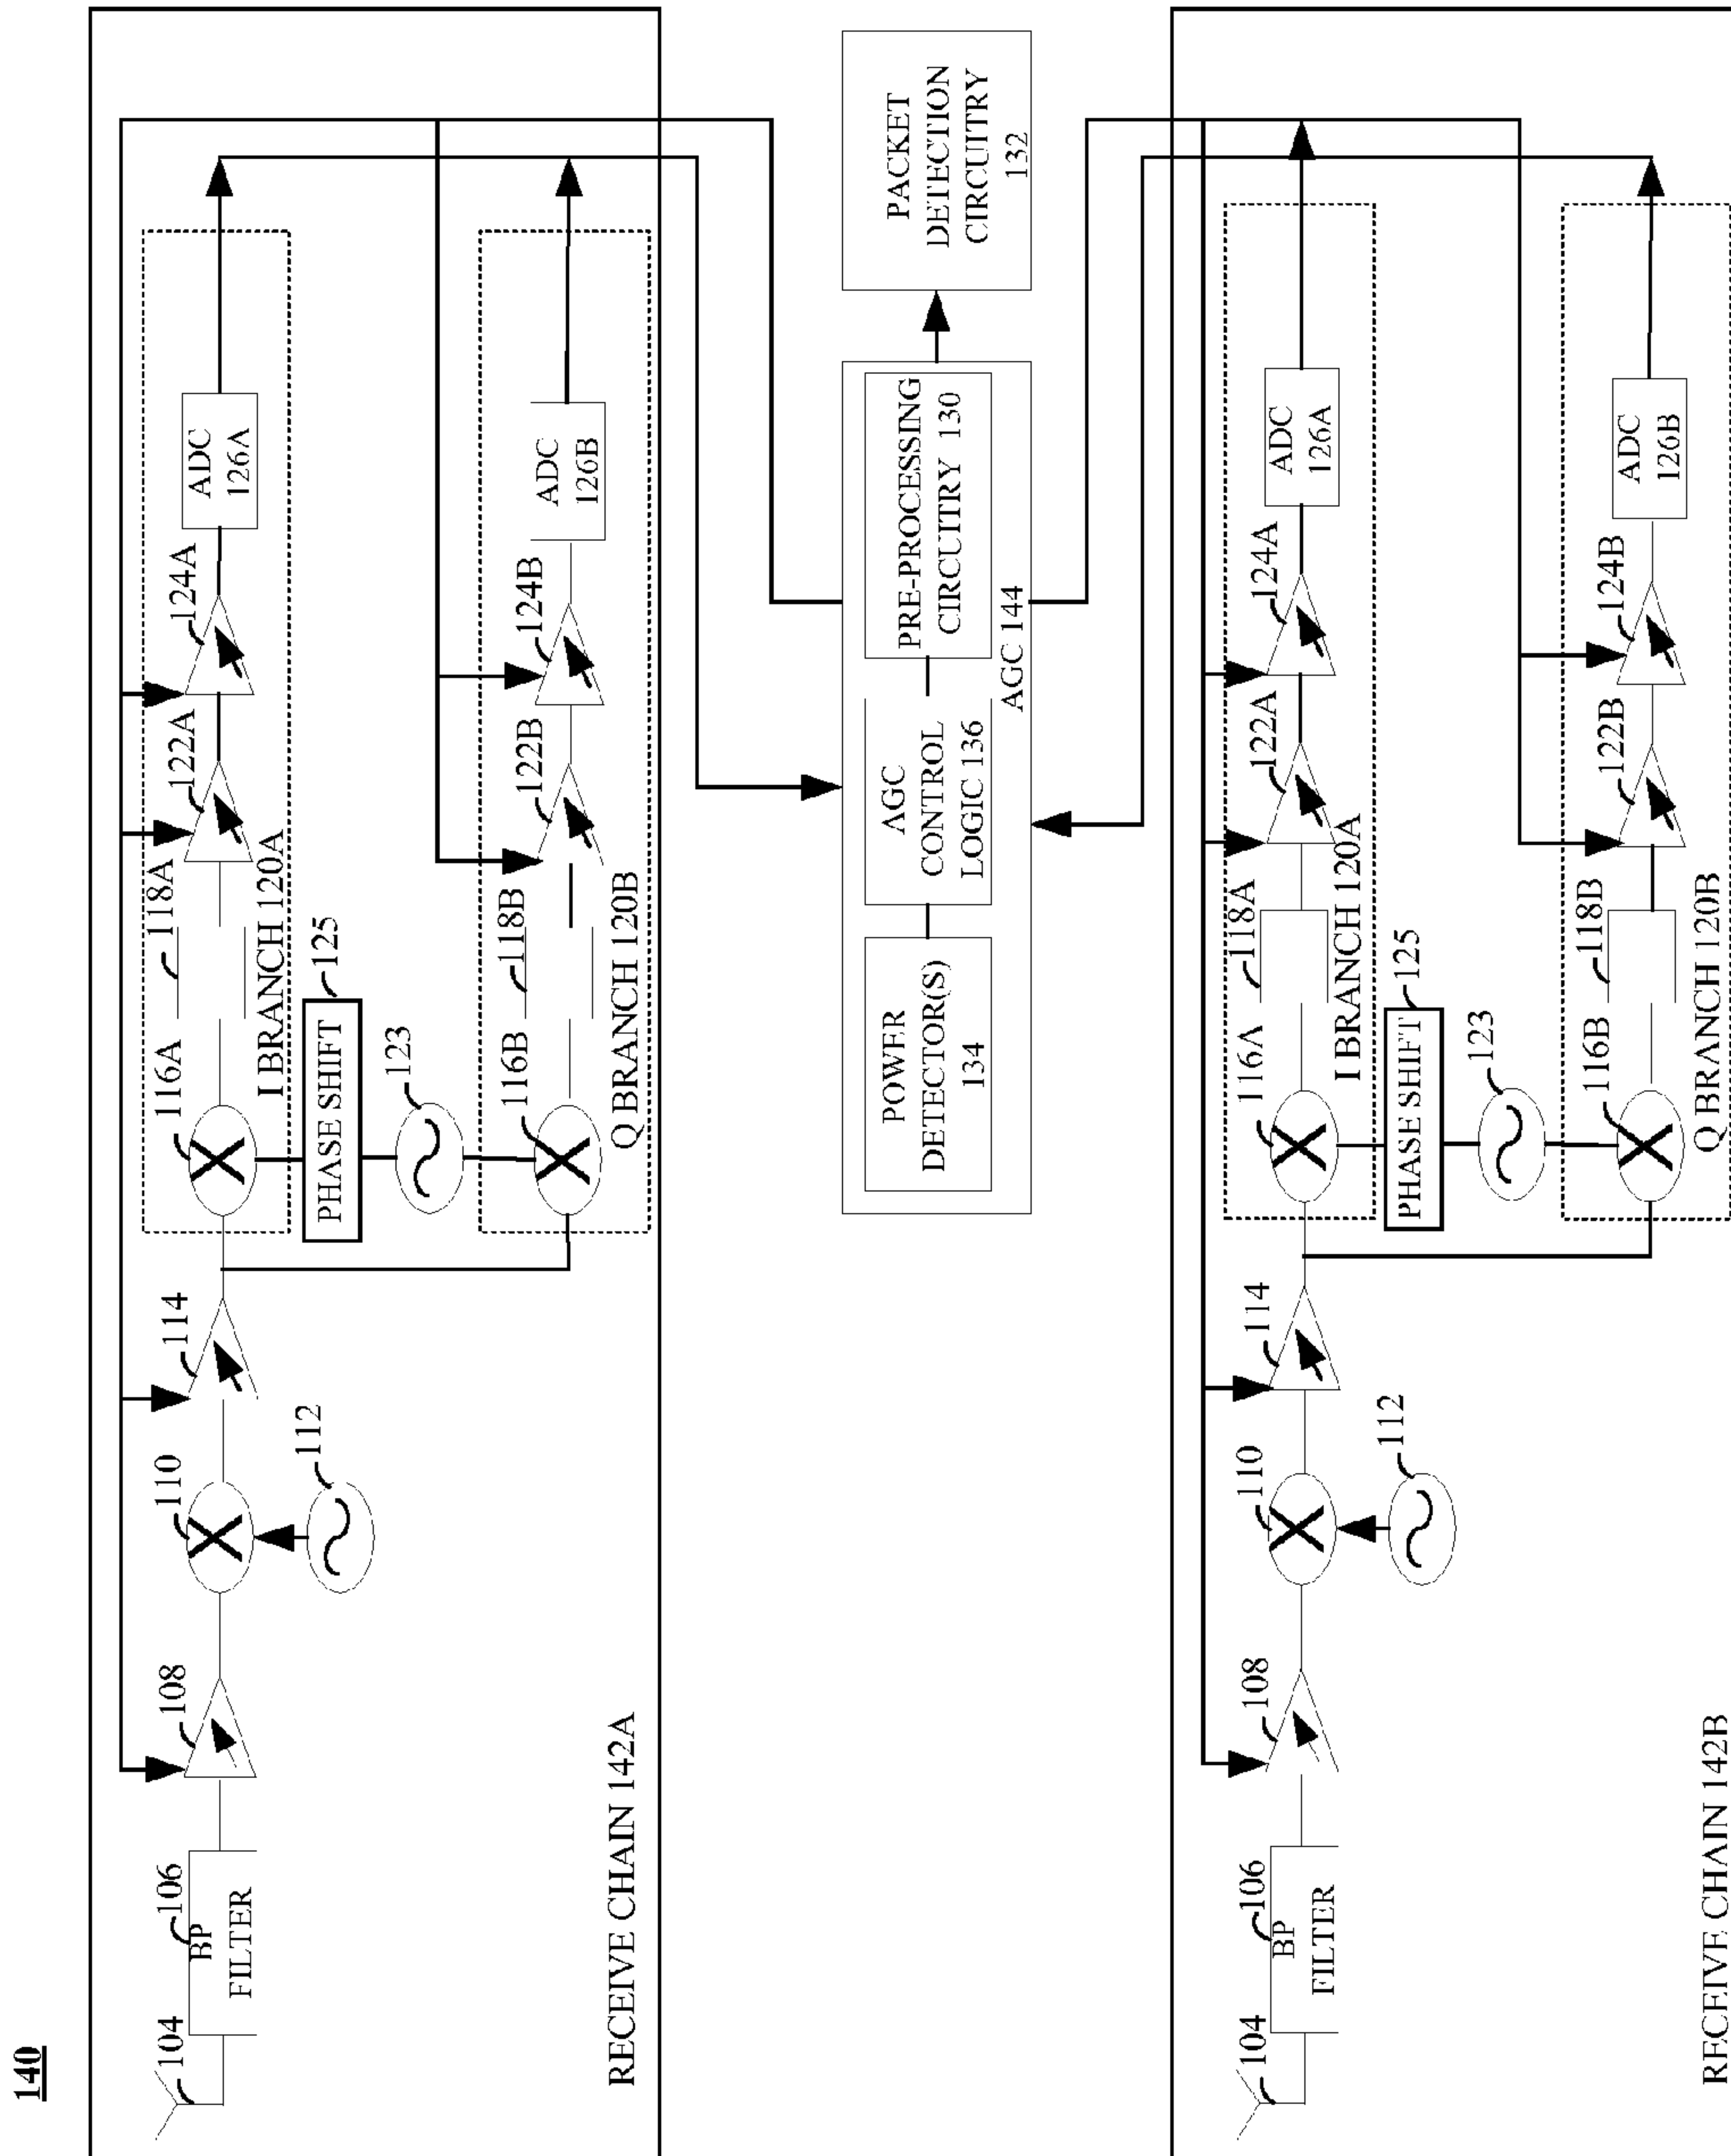 140
RECEIVE CHAIN 142A
104
106
BP
FILTER
108
110
112
114
116A
118A
I BRANCH 120A
122A
124A
ADC
126A
PHASE SHIFT
125
123
116B
118B
Q BRANCH 120B
122B
124B
ADC
126B
POWER
DETECTOR(S)
134
AGC
CONTROL
LOGIC 136
PRE-PROCESSING
CIRCUITRY 130
AGC 144
PACKET
DETECTION
CIRCUITRY
132
RECEIVE CHAIN 142B
104
106
BP
FILTER
108
110
112
114
116A
118A
I BRANCH 120A
122A
124A
ADC
126A
PHASE SHIFT
125
123
116B
118B
Q BRANCH 120B
122B
124B
ADC
126B